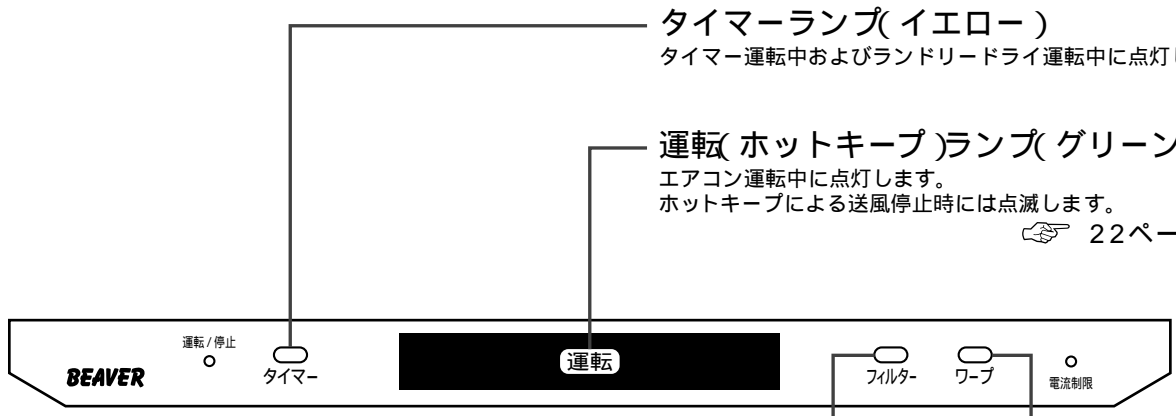 タイマーランプ(イエロー)
タイマー運転中およびランドリードライ運転中に点灯し
運転(ホットキープ)ランプ(グリーン
エアコン運転中に点灯します。
ホットキープによる送風停止時には点滅します。
☞ 22ペー
BEAVER
運転/停止
タイマー
運転
フィルター
ワープ
電流制限